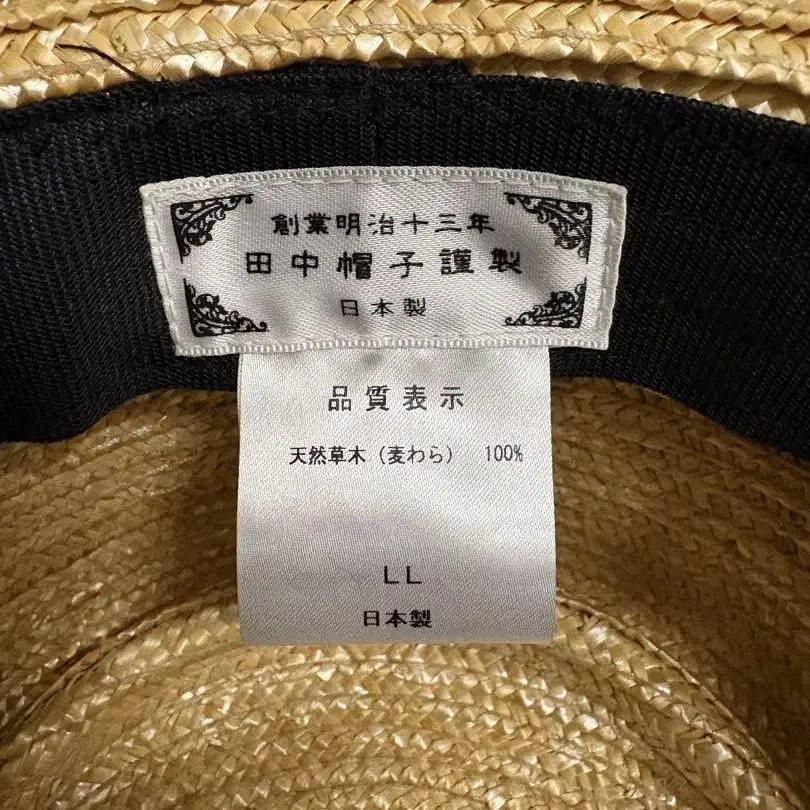 創業明治十三年
田中帽子謹製
日本製
品質表示
天然草木（麦わら） 100%
LL
日本製